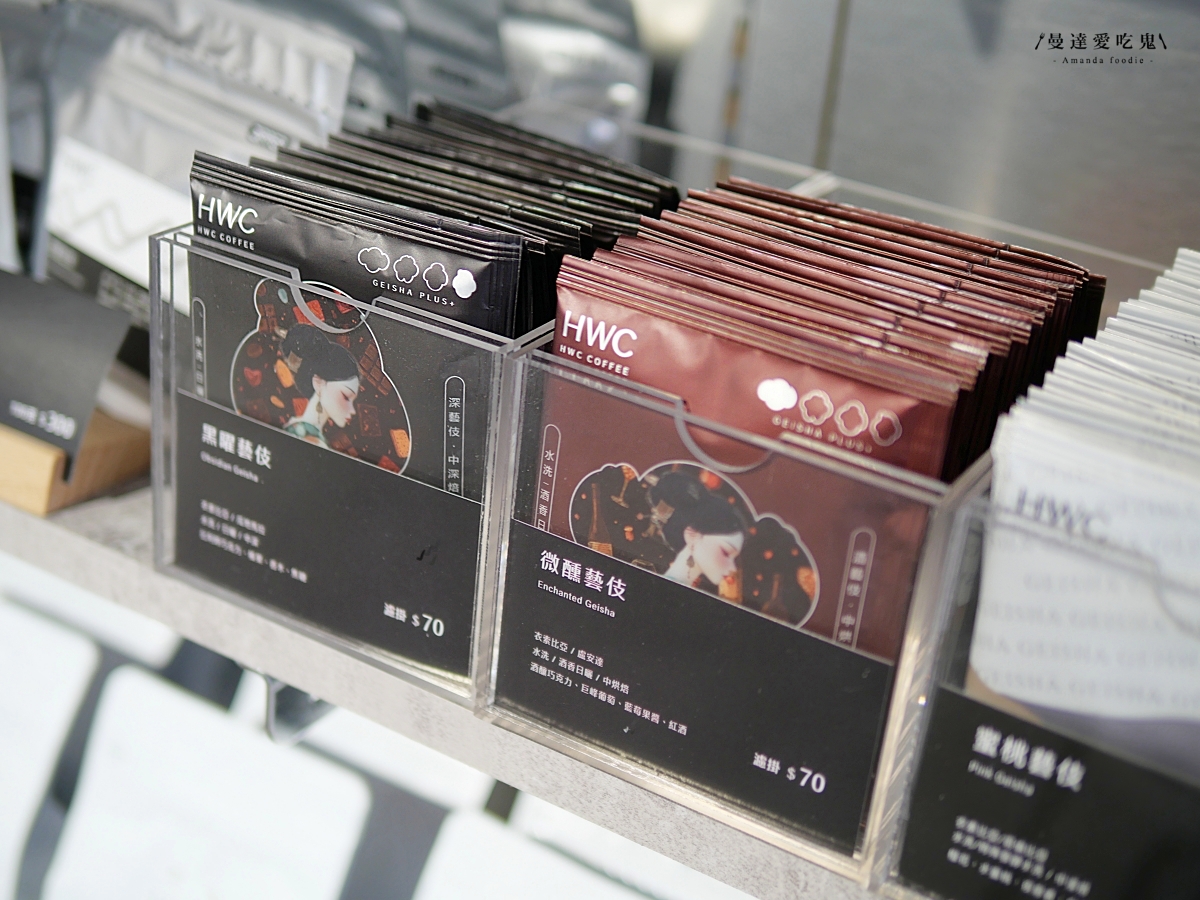 曼達愛吃鬼
- Amanda foodie -
HWC
HWC COFFEE
GEISHA PLUS+
深藝伎・中深焙
黑曜藝伎
Obsidian Geisha
濾掛 $70
HWC
HWC COFFEE
GEISHA PLUS+
水洗｜酒香日
微醺藝伎
Enchanted Geisha
衣索比亞 / 盧安達
水洗 / 酒香日曬 / 中烘焙
酒釀巧克力、巨峰葡萄、藍莓果醬、紅酒
濾掛 $70
HWC
蜜桃藝伎
Pink Geisha